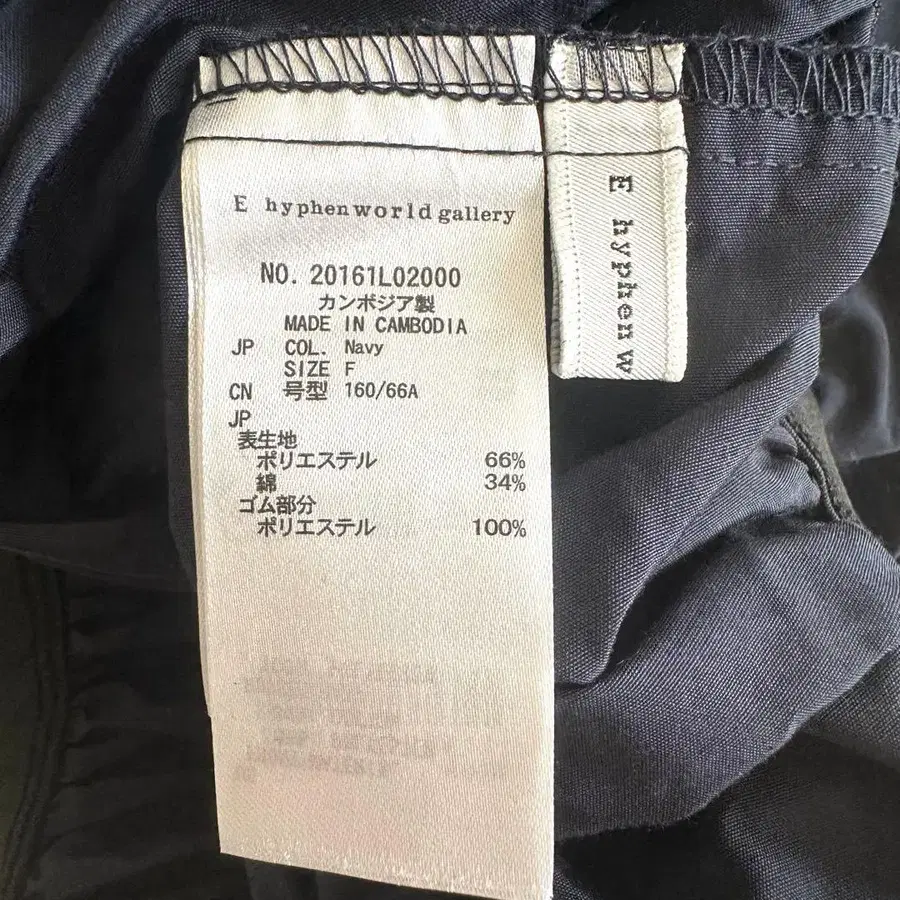 E hyphen world gallery
NO. 20161L02000
カンボジア製
MADE IN CAMBODIA
JP COL. Navy
SIZE F
CN 号型 160/66A
JP
表生地
ポリエステル 66%
綿 34%
ゴム部分
ポリエステル 100%
E hyphen w